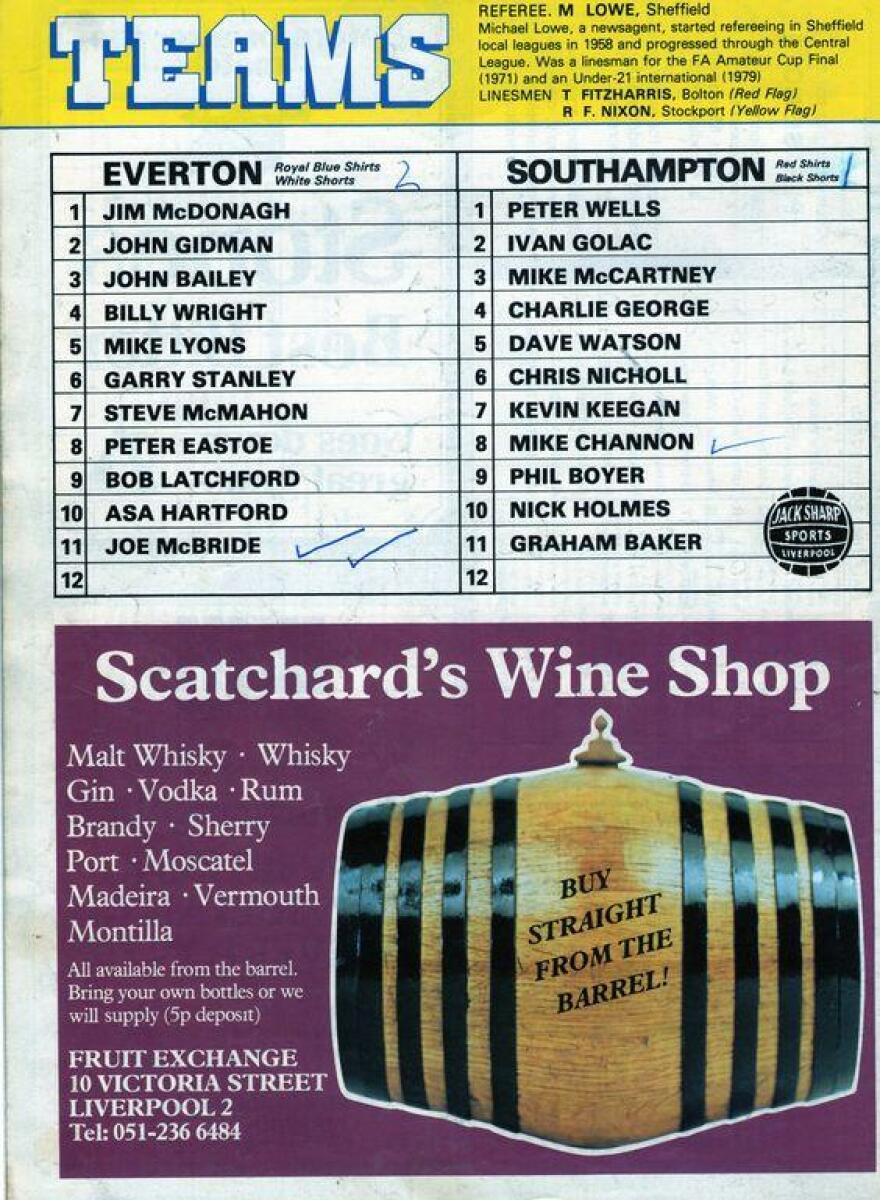 TEAMS
REFEREE. M LOWE, Sheffield
Michael Lowe, a newsagent, started refereeing in Sheffield
local leagues in 1958 and progressed through the Central
League. Was a linesman for the FA Amateur Cup Final
(1971) and an Under-21 international (1979)
LINESMEN T FITZHARRIS, Bolton (Red Flag)
R F. NIXON, Stockport (Yellow Flag)
EVERTON Royal Blue Shirts
White Shorts 2
1 JIM McDONAGH
2 JOHN GIDMAN
3 JOHN BAILEY
4 BILLY WRIGHT
5 MIKE LYONS
6 GARRY STANLEY
7 STEVE McMAHON
8 PETER EASTOE
9 BOB LATCHFORD
10 ASA HARTFORD
11 JOE McBRIDE
12
SOUTHAMPTON Red Shirts
Black Shorts 1
1 PETER WELLS
2 IVAN GOLAC
3 MIKE McCARTNEY
4 CHARLIE GEORGE
5 DAVE WATSON
6 CHRIS NICHOLL
7 KEVIN KEEGAN
8 MIKE CHANNON
9 PHIL BOYER
10 NICK HOLMES
11 GRAHAM BAKER
12
JACK SHARP
SPORTS
LIVERPOOL
Scatchard's Wine Shop
Malt Whisky · Whisky
Gin · Vodka · Rum
Brandy · Sherry
Port · Moscatel
Madeira · Vermouth
Montilla
All available from the barrel.
Bring your own bottles or we
will supply (5p deposit)
FRUIT EXCHANGE
10 VICTORIA STREET
LIVERPOOL 2
Tel: 051-236 6484
BUY
STRAIGHT
FROM THE
BARREL!